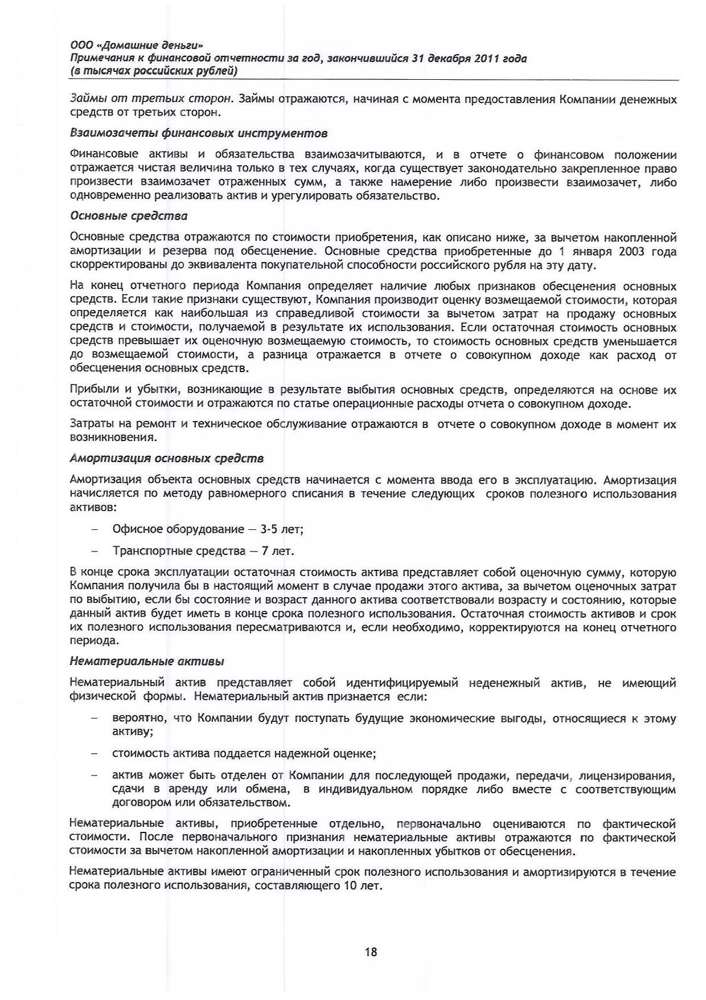 ООО «Домашние деньги»
Примечания к финансовой отчетности за год, закончившийся 31 декабря 2011 года
(в тысячах российских рублей)
Займы от третьих сторон. Займы отражаются, начиная с момента предоставления Компании денежных
средств от третьих сторон.
Взаимозачеты финансовых инструментов
Финансовые активы и обязательства взаимозачитываются, и в отчете о финансовом положении
отражается чистая величина только в тех случаях, когда существует законодательно закрепленное право
произвести взаимозачет отраженных сумм, а также намерение либо произвести взаимозачет, либо
одновременно реализовать актив и урегулировать обязательство.
Основные средства
Основные средства отражаются по стоимости приобретения, как описано ниже, за вычетом накопленной
амортизации и резерва под обесценение. Основные средства приобретенные до 1 января 2003 года
скорректированы до эквивалента покупательной способности российского рубля на эту дату.
На конец отчетного периода Компания определяет наличие любых признаков обесценения основных
средств. Если такие признаки существуют, Компания производит оценку возмещаемой стоимости, которая
определяется как наибольшая из справедливой стоимости за вычетом затрат на продажу основных
средств и стоимости, получаемой в результате их использования. Если остаточная стоимость основных
средств превышает их оценочную возмещаемую стоимость, то стоимость основных средств уменьшается
до возмещаемой стоимости, а разница отражается в отчете о совокупном доходе как расход от
обесценения основных средств.
Прибыли и убытки, возникающие в результате выбытия основных средств, определяются на основе их
остаточной стоимости и отражаются по статье операционные расходы отчета о совокупном доходе.
Затраты на ремонт и техническое обслуживание отражаются в отчете о совокупном доходе в момент их
возникновения.
Амортизация основных средств
Амортизация объекта основных средств начинается с момента ввода его в эксплуатацию. Амортизация
начисляется по методу равномерного списания в течение следующих сроков полезного использования
активов:
– Офисное оборудование — 3-5 лет;
– Транспортные средства — 7 лет.
В конце срока эксплуатации остаточная стоимость актива представляет собой оценочную сумму, которую
Компания получила бы в настоящий момент в случае продажи этого актива, за вычетом оценочных затрат
по выбытию, если бы состояние и возраст данного актива соответствовали возрасту и состоянию, которые
данный актив будет иметь в конце срока полезного использования. Остаточная стоимость активов и срок
их полезного использования пересматриваются и, если необходимо, корректируются на конец отчетного
периода.
Нематериальные активы
Нематериальный актив представляет собой идентифицируемый неденежный актив, не имеющий
физической формы. Нематериальный актив признается если:
– вероятно, что Компании будут поступать будущие экономические выгоды, относящиеся к этому
активу;
– стоимость актива поддается надежной оценке;
– актив может быть отделен от Компании для последующей продажи, передачи, лицензирования,
сдачи в аренду или обмена, в индивидуальном порядке либо вместе с соответствующим
договором или обязательством.
Нематериальные активы, приобретенные отдельно, первоначально оцениваются по фактической
стоимости. После первоначального признания нематериальные активы отражаются по фактической
стоимости за вычетом накопленной амортизации и накопленных убытков от обесценения.
Нематериальные активы имеют ограниченный срок полезного использования и амортизируются в течение
срока полезного использования, составляющего 10 лет.
18